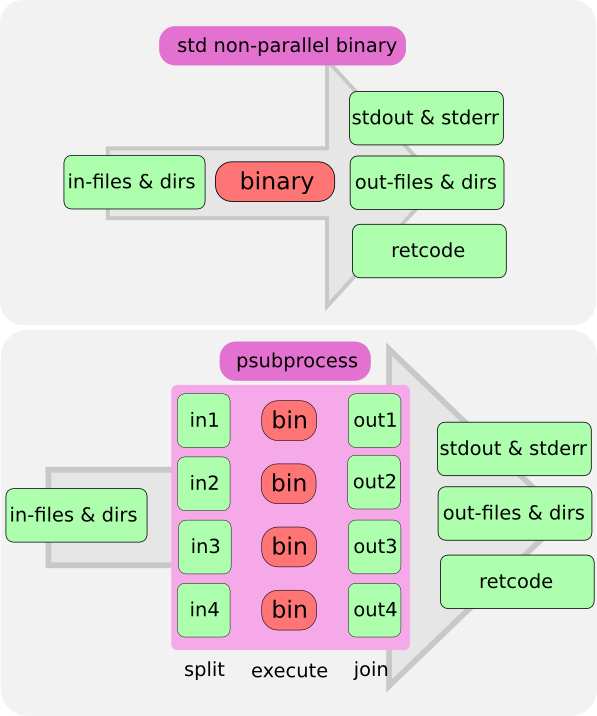 std non-parallel binary
stdout & stderr
in-files & dirs
binary
out-files & dirs
retcode
psubprocess
in1
bin
out1
in2
bin
out2
in3
bin
out3
in4
bin
out4
in-files & dirs
stdout & stderr
out-files & dirs
retcode
split
execute
join